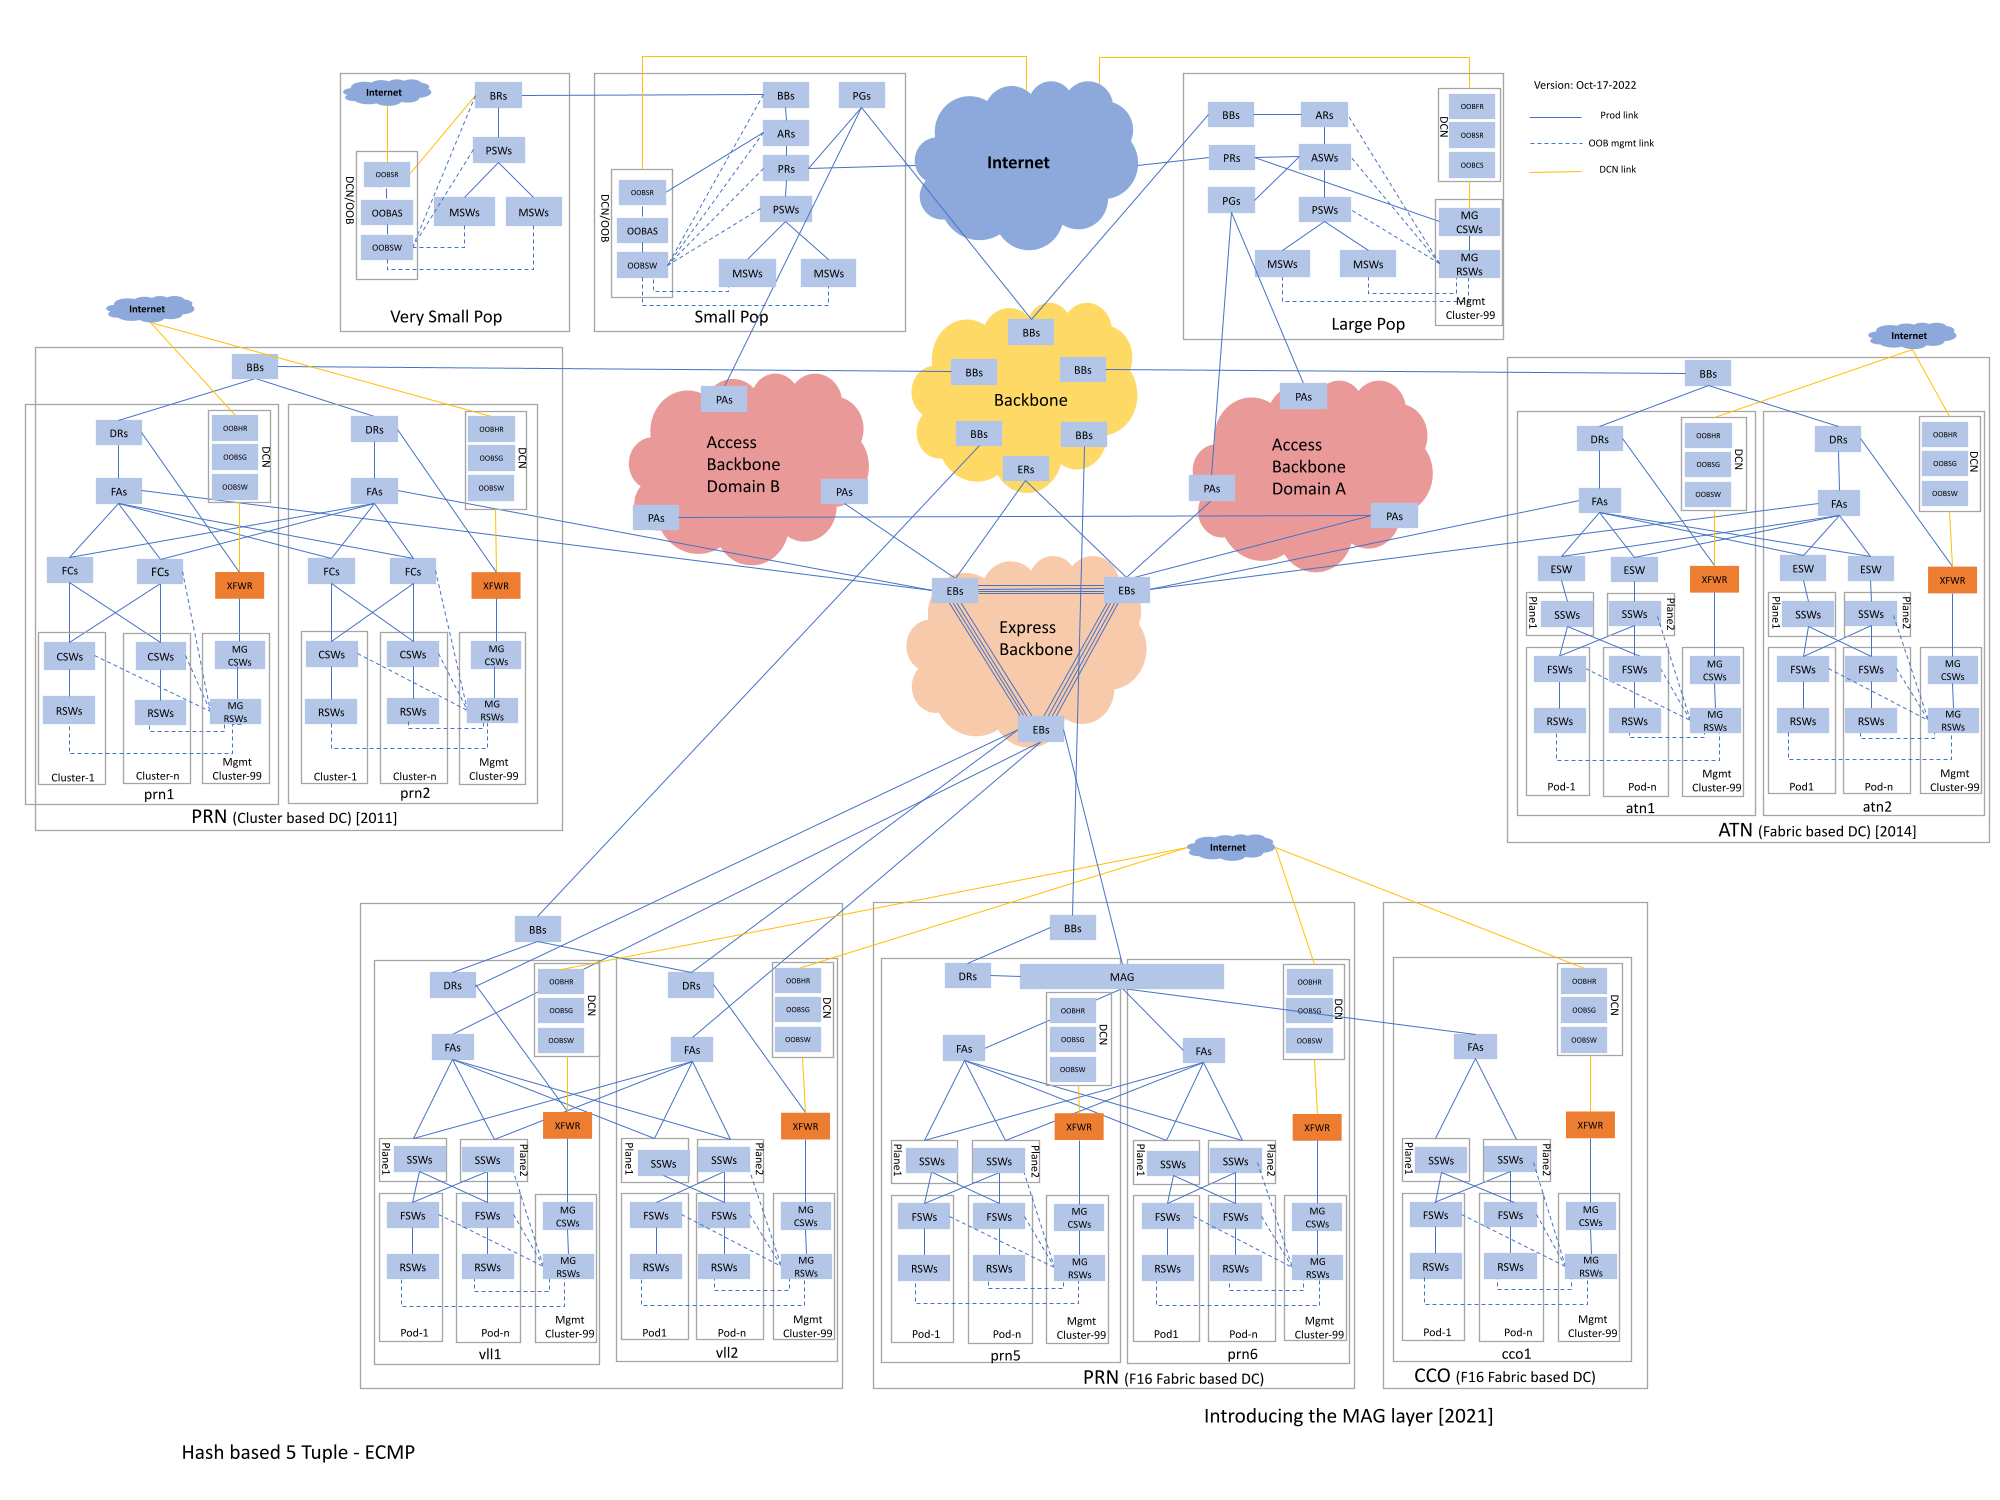 Version: Oct-17-2022
Prod link
OOB mgmt link
DCN link
Internet
BRs
PSWs
MSWs
MSWs
OOBSR
OOBAS
OOBSW
DCN/OOB
Very Small Pop
BBs
PGs
ARs
PRs
PSWs
MSWs
MSWs
OOBSR
OOBAS
OOBSW
DCN/OOB
Small Pop
Internet
BBs
ARs
PRs
ASWs
PGs
PSWs
MSWs
MSWs
OOBFR
OOBSR
OOBCS
DCN
MG
CSWs
MG
RSWs
Mgmt
Cluster-99
Large Pop
BBs
BBs
BBs
Backbone
BBs
BBs
ERs
PAs
Access
Backbone
Domain B
PAs
PAs
PAs
Access
Backbone
Domain A
PAs
PAs
EBs
EBs
Express
Backbone
EBs
Internet
BBs
DRs
FAs
FCs
FCs
OOBHR
OOBSG
OOBSW
DCN
XFWR
CSWs
CSWs
MG
CSWs
RSWs
RSWs
MG
RSWs
Cluster-1
Cluster-n
Mgmt
Cluster-99
prn1
DRs
FAs
FCs
FCs
OOBHR
OOBSG
OOBSW
DCN
XFWR
CSWs
CSWs
MG
CSWs
RSWs
RSWs
MG
RSWs
Cluster-1
Cluster-n
Mgmt
Cluster-99
prn2
PRN (Cluster based DC) [2011]
Internet
BBs
DRs
FAs
OOBHR
OOBSG
OOBSW
DCN
ESW
ESW
XFWR
Plane1
SSWs
SSWs
Plane2
FSWs
FSWs
MG
CSWs
RSWs
RSWs
MG
RSWs
Pod-1
Pod-n
Mgmt
Cluster-99
atn1
DRs
FAs
OOBHR
OOBSG
OOBSW
DCN
ESW
ESW
XFWR
Plane1
SSWs
SSWs
Plane2
FSWs
FSWs
MG
CSWs
RSWs
RSWs
MG
RSWs
Pod1
Pod-n
Mgmt
Cluster-99
atn2
ATN (Fabric based DC) [2014]
Internet
BBs
DRs
FAs
OOBHR
OOBSG
OOBSW
DCN
XFWR
Plane1
SSWs
SSWs
Plane2
FSWs
FSWs
MG
CSWs
RSWs
RSWs
MG
RSWs
Pod-1
Pod-n
Mgmt
Cluster-99
vll1
DRs
FAs
OOBHR
OOBSG
OOBSW
DCN
XFWR
Plane1
SSWs
SSWs
Plane2
FSWs
FSWs
MG
CSWs
RSWs
RSWs
MG
RSWs
Pod1
Pod-n
Mgmt
Cluster-99
vll2
BBs
DRs
MAG
FAs
OOBHR
OOBSG
OOBSW
DCN
XFWR
Plane1
SSWs
SSWs
Plane2
FSWs
FSWs
MG
CSWs
RSWs
RSWs
MG
RSWs
Pod-1
Pod-n
Mgmt
Cluster-99
prn5
FAs
OOBHR
OOBSG
OOBSW
DCN
XFWR
Plane1
SSWs
SSWs
Plane2
FSWs
FSWs
MG
CSWs
RSWs
RSWs
MG
RSWs
Pod1
Pod-n
Mgmt
Cluster-99
prn6
PRN (F16 Fabric based DC)
FAs
OOBHR
OOBSG
OOBSW
DCN
XFWR
Plane1
SSWs
SSWs
Plane2
FSWs
FSWs
MG
CSWs
RSWs
RSWs
MG
RSWs
Pod-1
Pod-n
Mgmt
Cluster-99
cco1
CCO (F16 Fabric based DC)
Introducing the MAG layer [2021]
Hash based 5 Tuple - ECMP